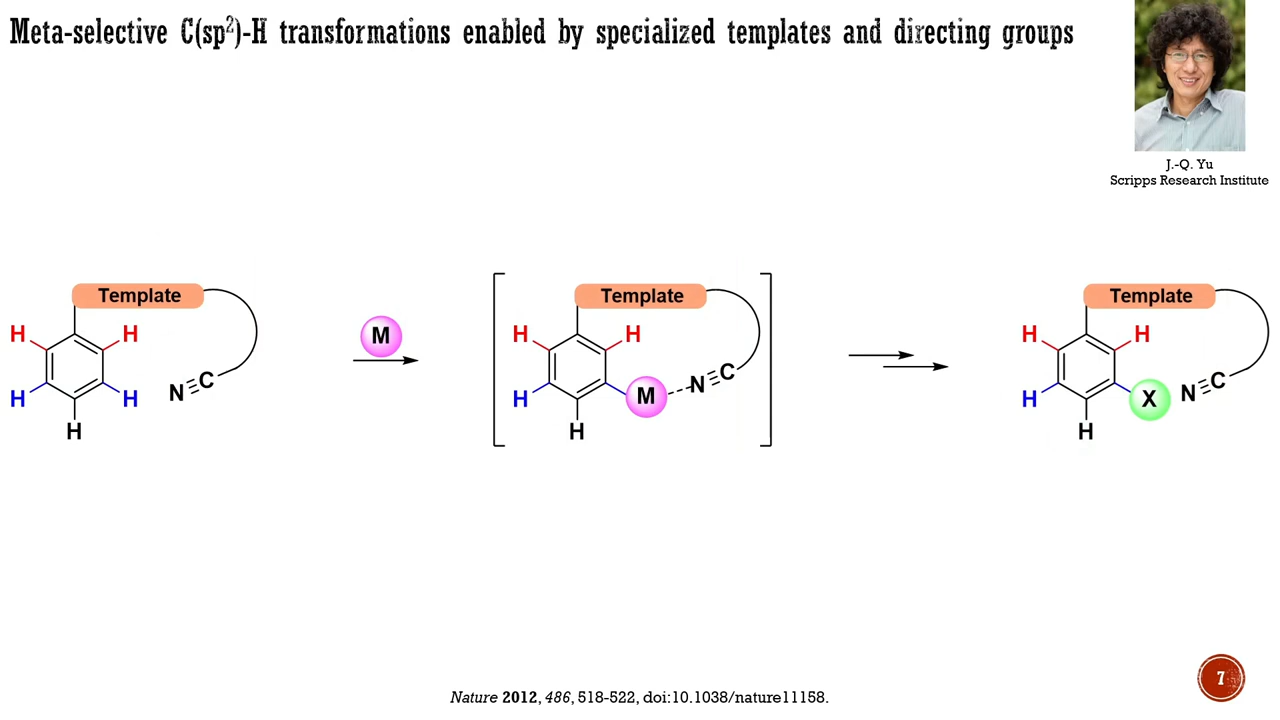 Meta-selective C(sp²)-H transformations enabled by specialized templates and directing groups
J.-Q. Yu
Scripps Research Institute
Template
H H
H H
N≡C
H
M
Template
H H
H M N≡C
H
Template
H H
H X N≡C
H
7
Nature 2012, 486, 518-522, doi:10.1038/nature11158.